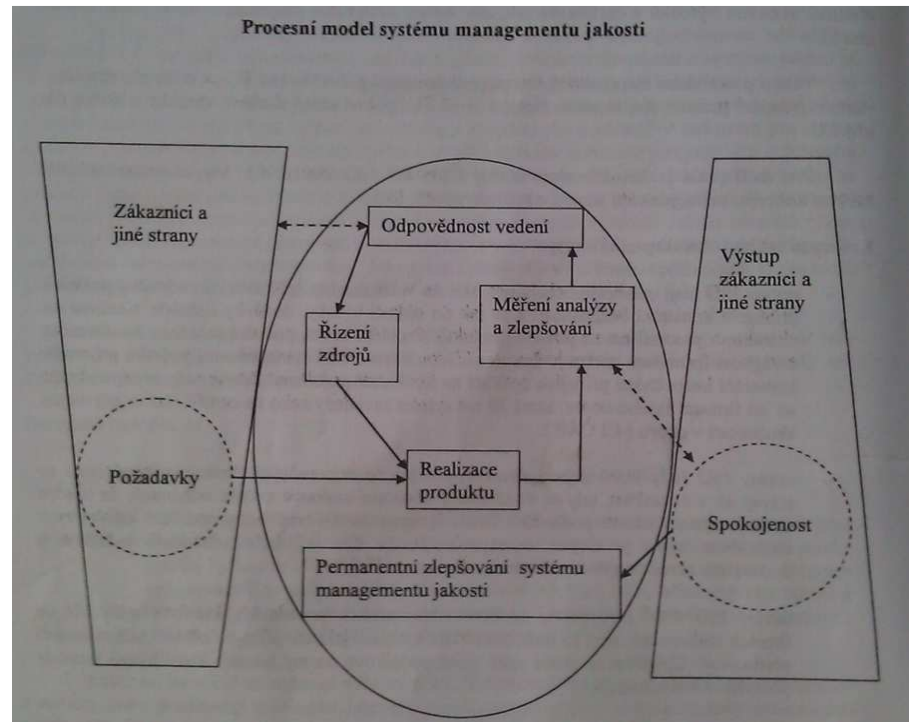 Procesní model systému managementu jakosti
Zákazníci a
jiné strany
Odpovědnost vedení
Výstup
zákazníci a
jiné strany
Měření analýzy
a zlepšování
Řízení
zdrojů
Požadavky
Realizace
produktu
Spokojenost
Permanentní zlepšování systému
managementu jakosti